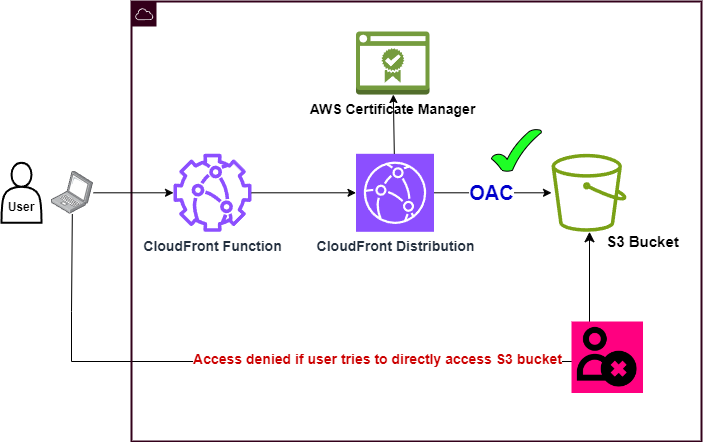 AWS Certificate Manager
OAC
User
CloudFront Function
CloudFront Distribution
S3 Bucket
Access denied if user tries to directly access S3 bucket